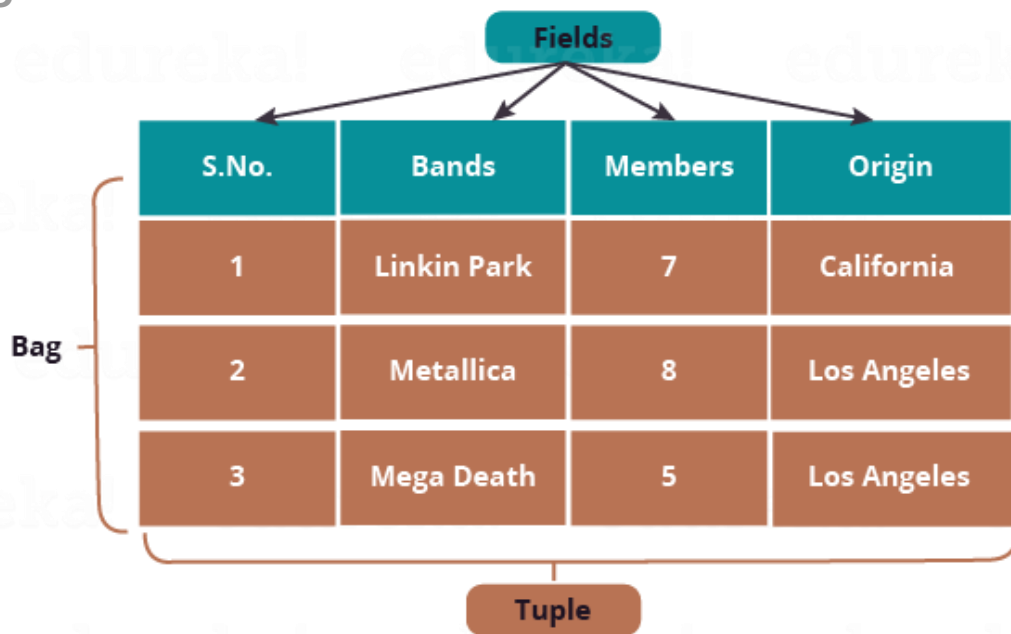 edureka!
Fields
S.No. Bands Members Origin
1 Linkin Park 7 California
Bag
2 Metallica 8 Los Angeles
3 Mega Death 5 Los Angeles
Tuple